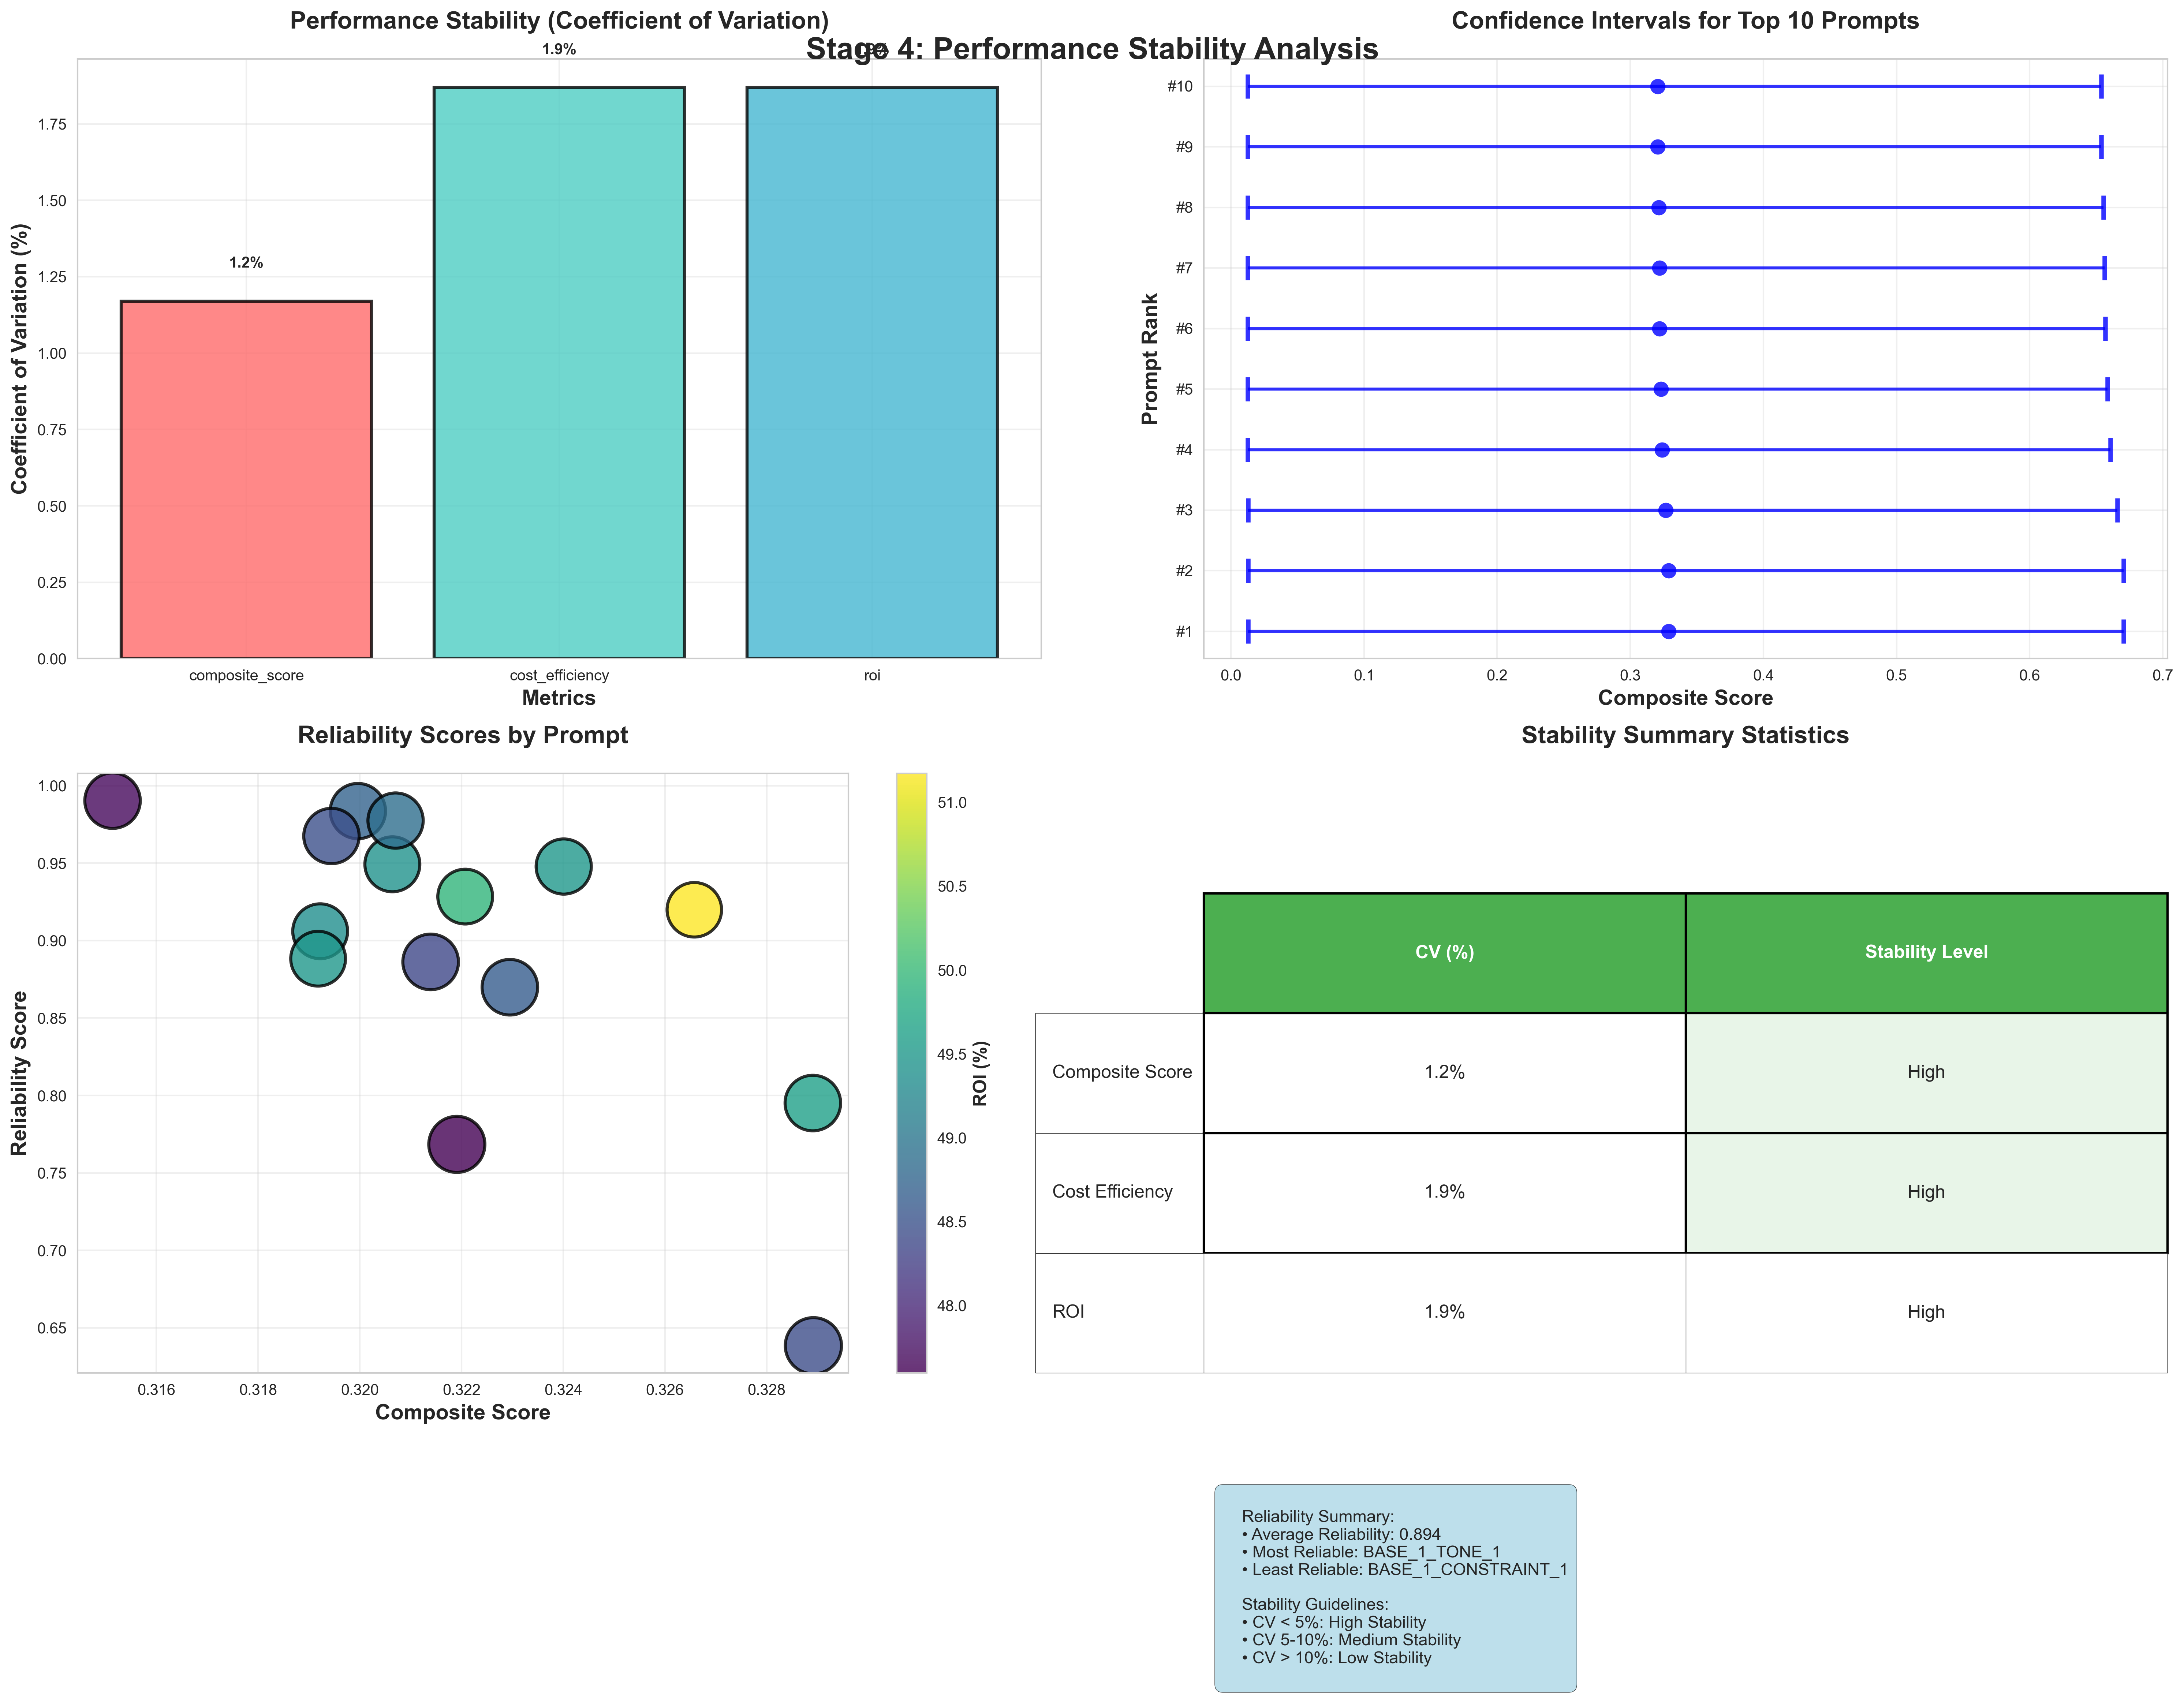 Performance Stability (Coefficient of Variation)
Confidence Intervals for Top 10 Prompts
Stage 4: Performance Stability Analysis
1.2%
1.9%
Coefficient of Variation (%)
1.75
1.50
1.25
1.00
0.75
0.50
0.25
0.00
composite_score
cost_efficiency
roi
Metrics
Prompt Rank
#10
#9
#8
#7
#6
#5
#4
#3
#2
#1
0.0
0.1
0.2
0.3
0.4
0.5
0.6
0.7
Composite Score
Reliability Scores by Prompt
Reliability Score
1.00
0.95
0.90
0.85
0.80
0.75
0.70
0.65
0.316
0.318
0.320
0.322
0.324
0.326
0.328
Composite Score
51.0
50.5
50.0
49.5
49.0
48.5
48.0
ROI (%)
Stability Summary Statistics
CV (%)
Stability Level
Composite Score
1.2%
High
Cost Efficiency
1.9%
High
ROI
1.9%
High
Reliability Summary:
• Average Reliability: 0.894
• Most Reliable: BASE_1_TONE_1
• Least Reliable: BASE_1_CONSTRAINT_1
Stability Guidelines:
• CV < 5%: High Stability
• CV 5-10%: Medium Stability
• CV > 10%: Low Stability